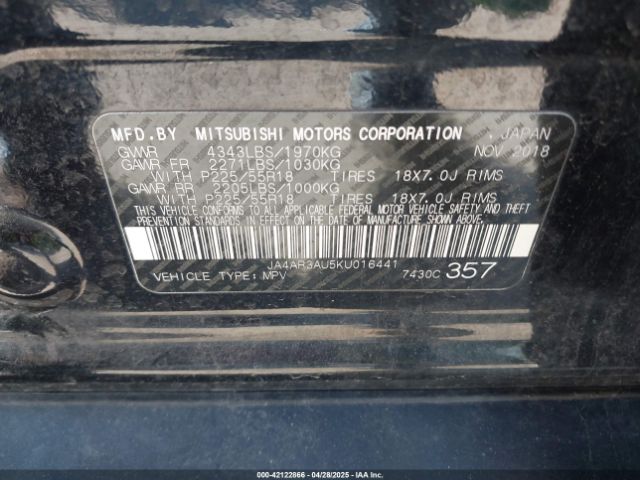 MFD.BY MITSUBISHI MOTORS CORPORATION . JAPAN
GVWR 4343LBS/1970KG NOV.2018
GAWR FR 2271LBS/1030KG
WITH P225/55R18 TIRES 18X7.0J RIMS
GAWR RR 2205LBS/1000KG
WITH P225/55R18 TIRES 18X7.0J RIMS
THIS VEHICLE CONFORMS TO ALL APPLICABLE FEDERAL MOTOR VEHICLE SAFETY AND THEFT
PREVENTION STANDARDS IN EFFECT ON THE DATE OF MANUFACTURE SHOWN ABOVE.
JA4AR3AU5KU016441
VEHICLE TYPE: MPV 7430C 357
000-42122866 04/28/2025 IAAI.COM